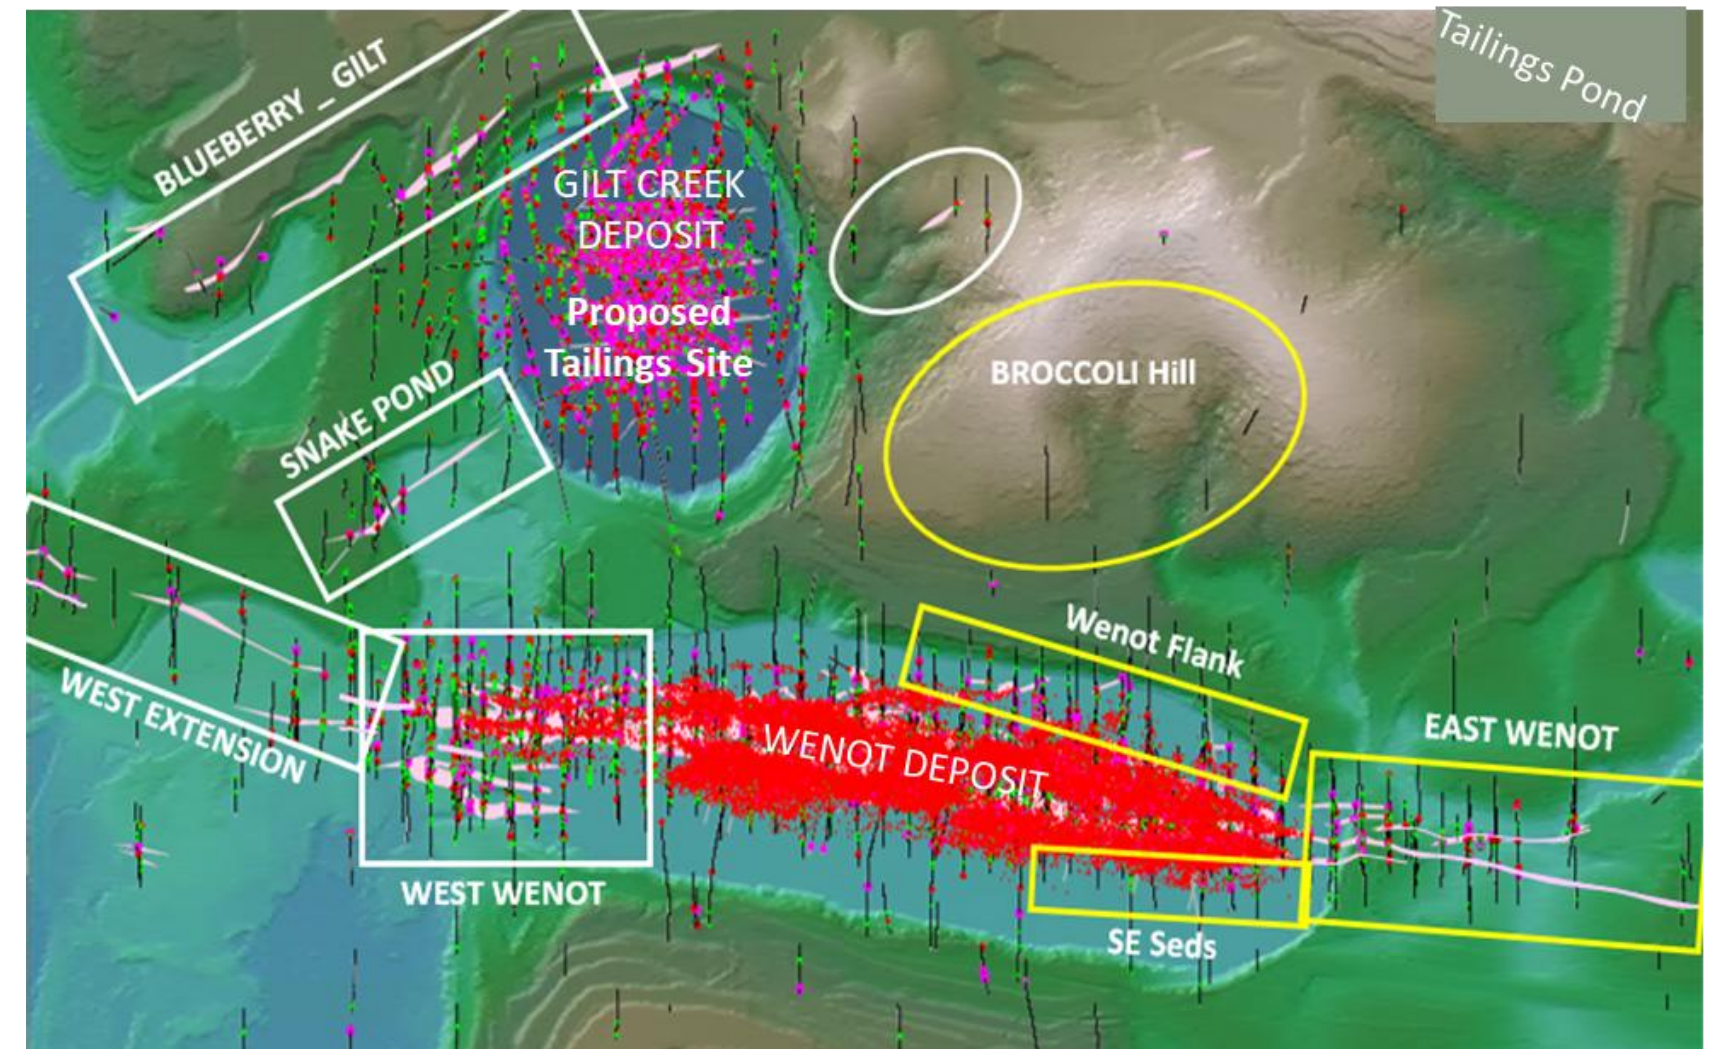 BLUEBERRY _ GILT
Tailings
Pond
GILT CREEK
DEPOSIT
Proposed
Tailings Site
BROCCOLI Hill
SNAKE POND
WEST EXTENSION
WEST WENOT
WENOT DEPOSIT
Wenot Flank
EAST WENOT
SE Seds